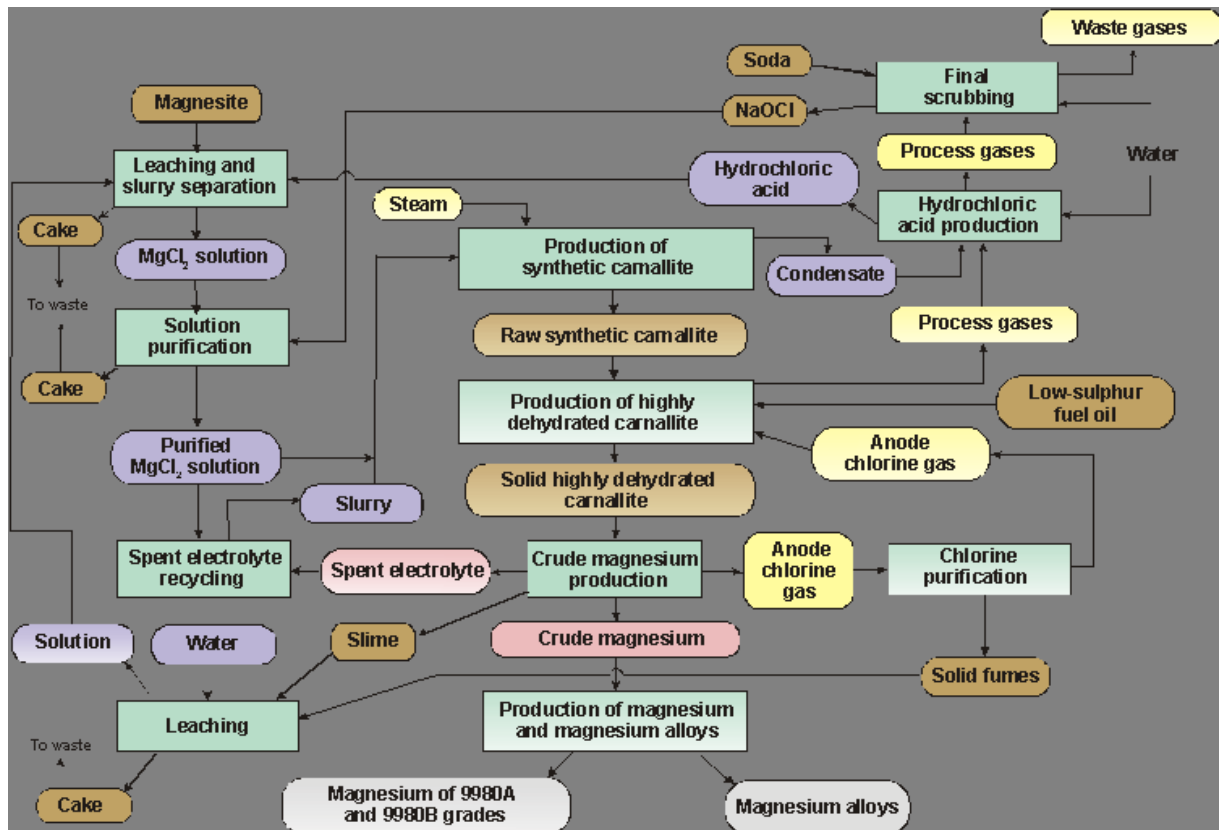 Waste gases
Soda
Final
scrubbing
Magnesite
NaOCl
Process gases
Water
Leaching and
slurry separation
Hydrochloric
acid
Hydrochloric
acid production
Steam
Cake
MgCl₂ solution
Production of
synthetic carnallite
Condensate
To waste
Solution
purification
Raw synthetic carnallite
Process gases
Cake
Production of highly
dehydrated carnallite
Low-sulphur
fuel oil
Purified
MgCl₂ solution
Anode
chlorine gas
Solid highly dehydrated
carnallite
Slurry
Spent electrolyte
recycling
Spent electrolyte
Crude magnesium
production
Anode
chlorine
gas
Chlorine
purification
Solution
Water
Slime
Crude magnesium
Solid fumes
Leaching
Production of magnesium
and magnesium alloys
To waste
Cake
Magnesium of 9980A
and 9980B grades
Magnesium alloys